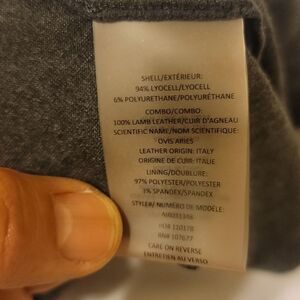 SHELL/EXTÉRIEUR:
94% LYOCELL/LYOCELL
6% POLYURETHANE/POLYURÉTHANE
COMBO/COMBO:
100% LAMB LEATHER/CUIR D'AGNEAU
SCIENTIFIC NAME/NOM SCIENTIFIQUE:
OVIS ARIES
LEATHER ORIGIN: ITALY
ORIGINE DE CUIR: ITALIE
LINING/DOUBLURE:
97% POLYESTER/POLYESTER
3% SPANDEX/SPANDEX
STYLE#/ NUMÉRO DE MODÈLE:
RN# 107677
CARE ON REVERSE
ENTRETIEN AU VERSO